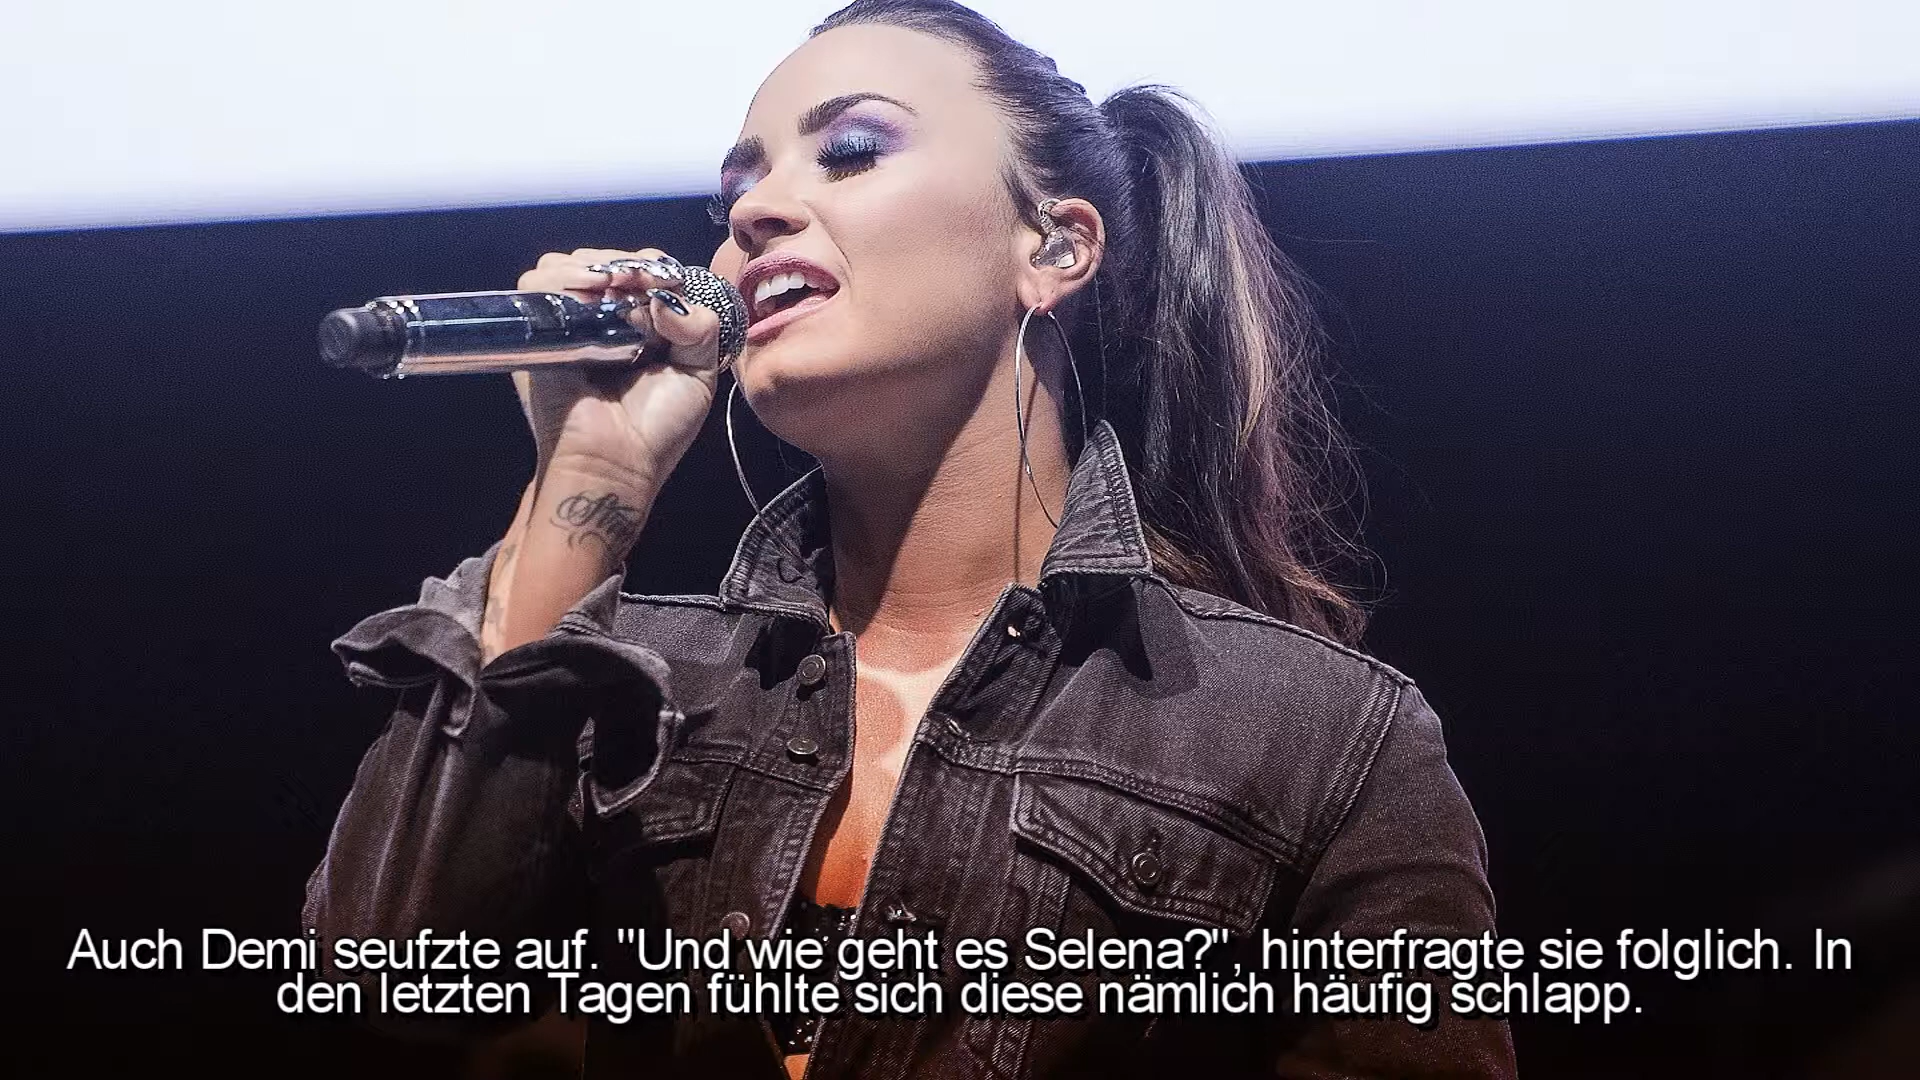 Auch Demi seufzte auf. "Und wie geht es Selena?", hinterfragte sie folglich. In
den letzten Tagen fühlte sich diese nämlich häufig schlapp.